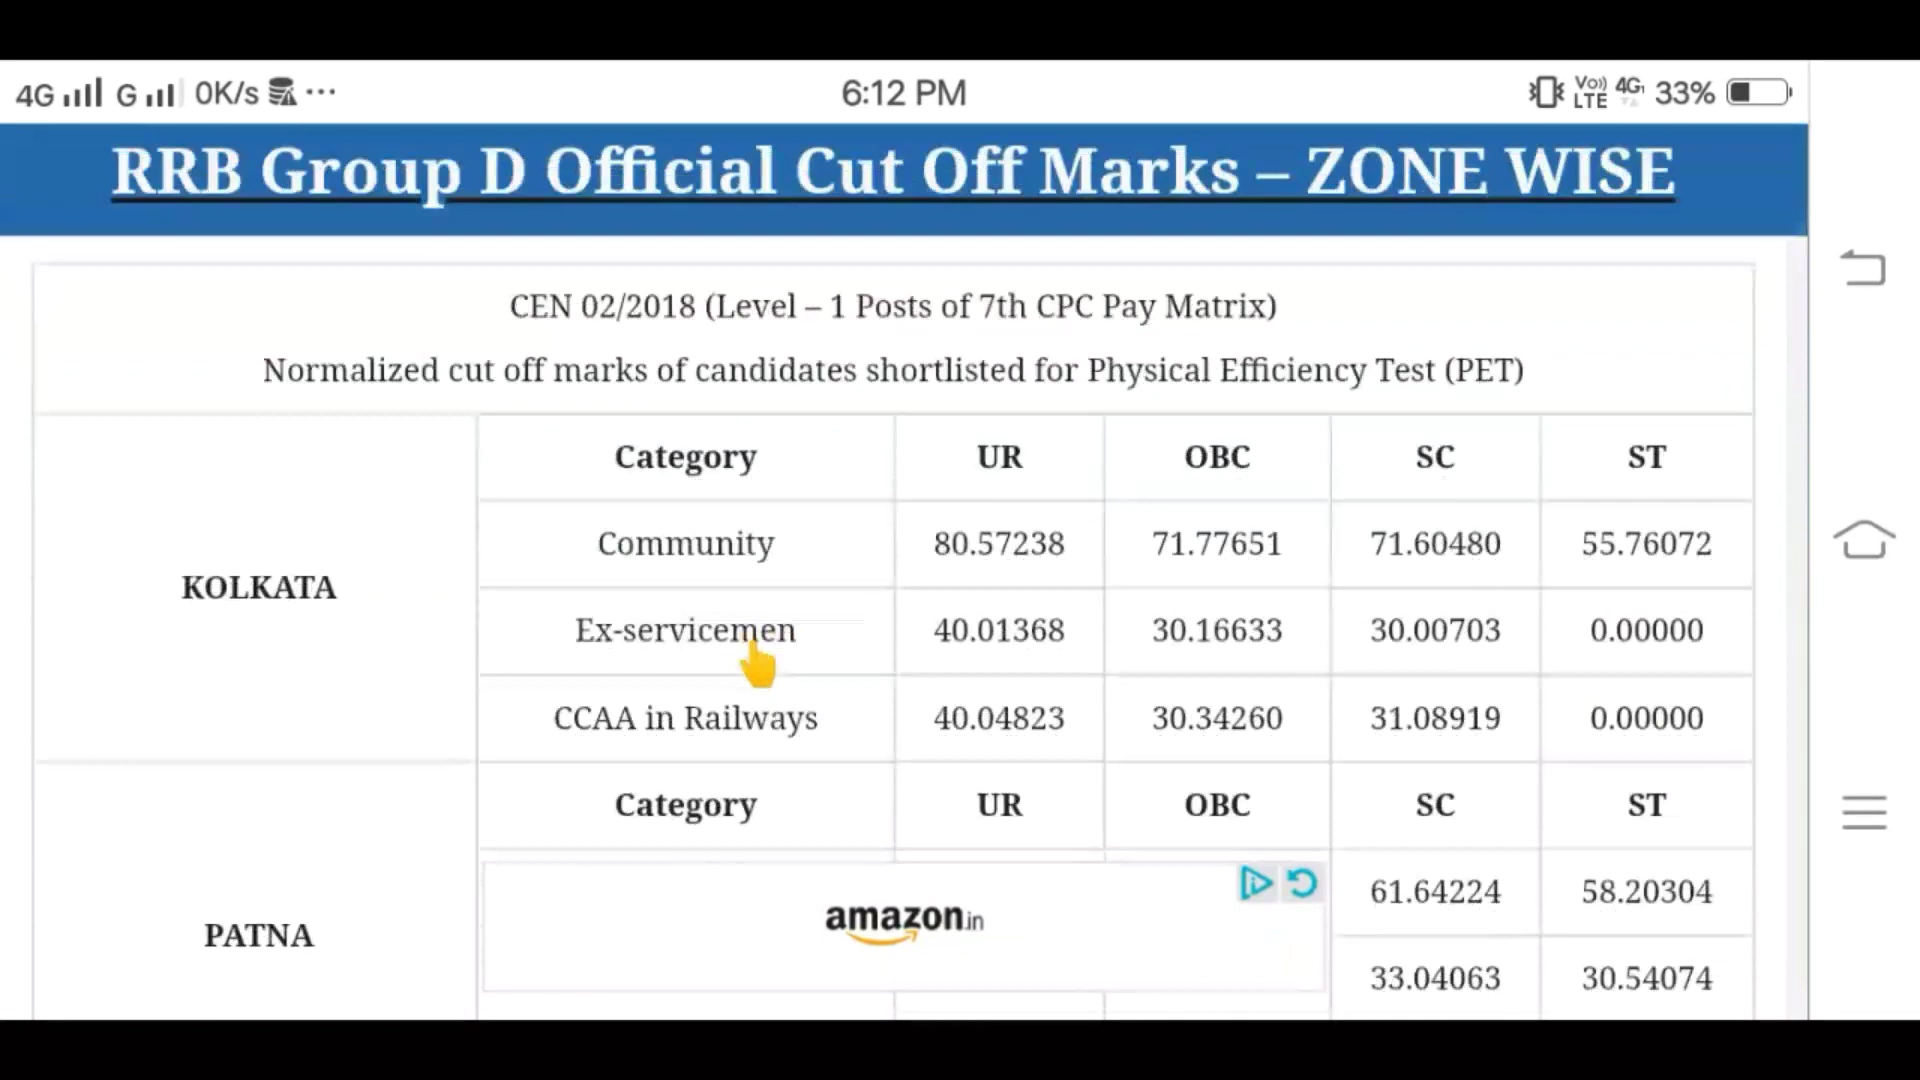 4G G 0K/s ... 6:12 PM Vo)) LTE 4G 33%
RRB Group D Official Cut Off Marks – ZONE WISE
CEN 02/2018 (Level – 1 Posts of 7th CPC Pay Matrix)
Normalized cut off marks of candidates shortlisted for Physical Efficiency Test (PET)
Category UR OBC SC ST
Community 80.57238 71.77651 71.60480 55.76072
KOLKATA
Ex-servicemen 40.01368 30.16633 30.00703 0.00000
CCAA in Railways 40.04823 30.34260 31.08919 0.00000
Category UR OBC SC ST
61.64224 58.20304
amazon.in
PATNA
33.04063 30.54074